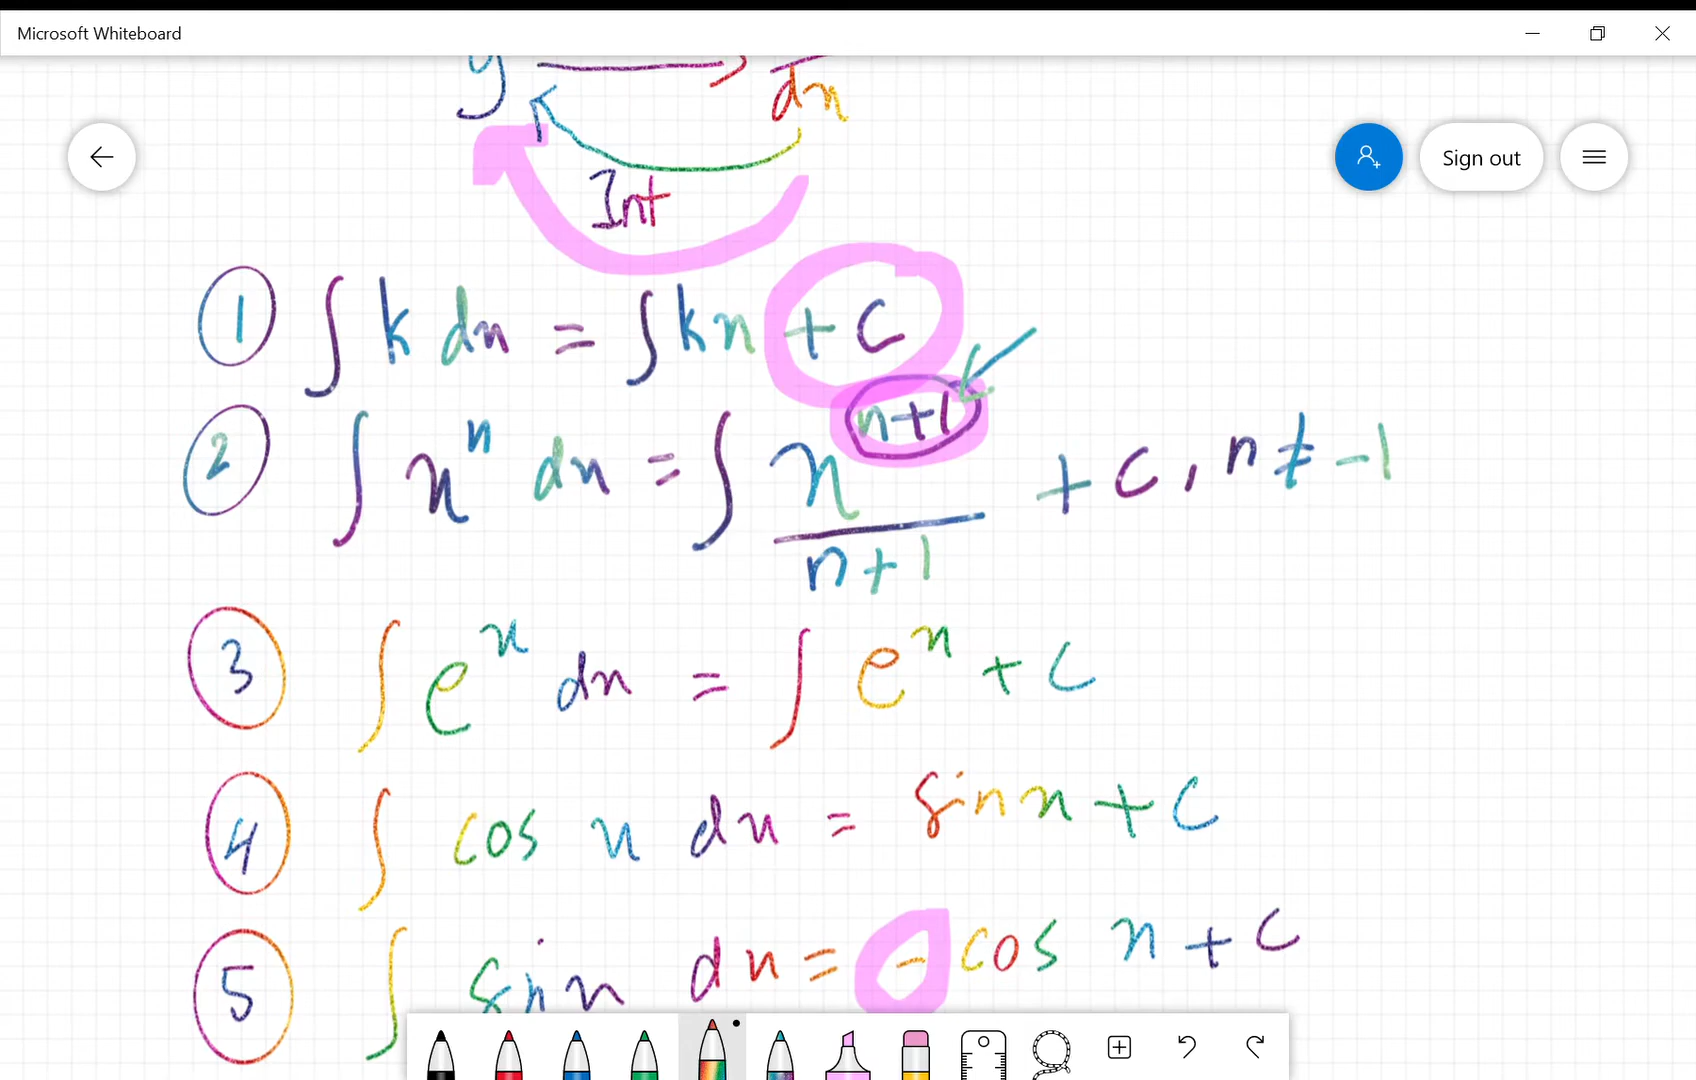 Microsoft Whiteboard
y dx
Int
Sign out
① ∫ k dx = ∫ kx + c
② ∫ xⁿ dx = ∫ xⁿ⁺¹/n+1 + c, n ≠ -1
③ ∫ eˣ dx = ∫ eˣ + c
④ ∫ cos x dx = sin x + c
⑤ ∫ sin x dx = - cos x + c